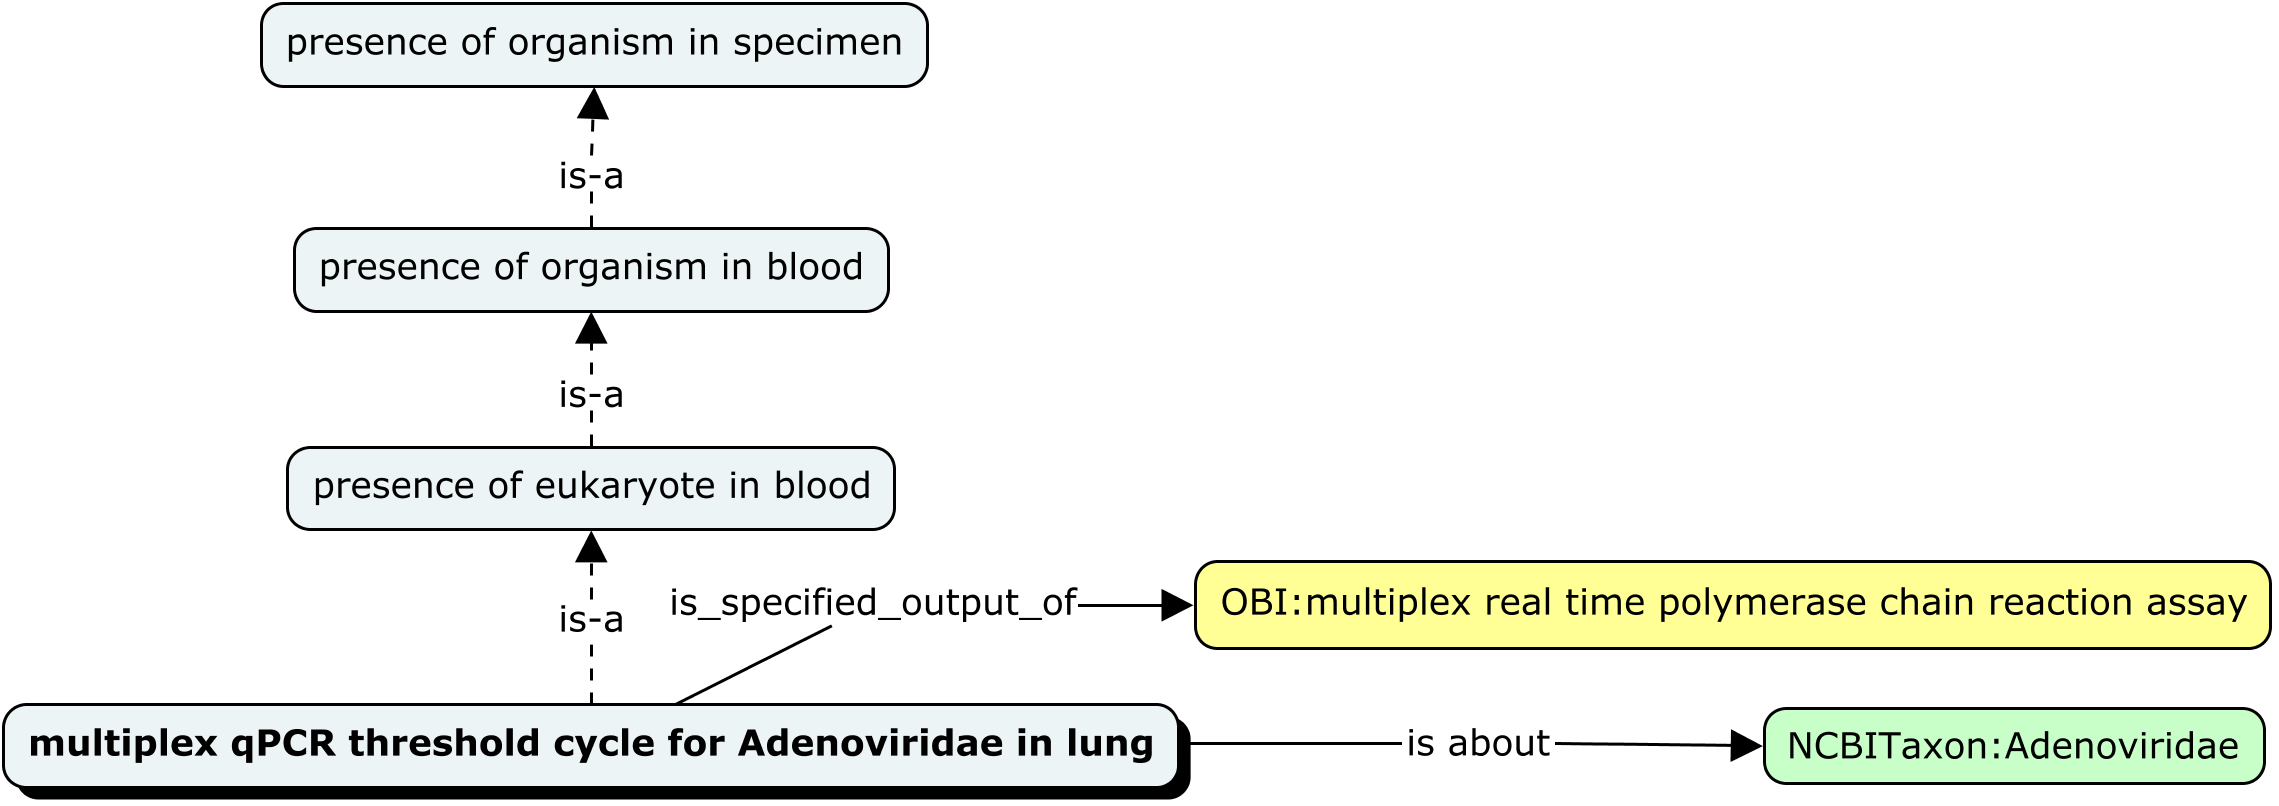 presence of organism in specimen
is-a
presence of organism in blood
is-a
presence of eukaryote in blood
is-a
is_specified_output_of
OBI:multiplex real time polymerase chain reaction assay
multiplex qPCR threshold cycle for Adenoviridae in lung
is about
NCBITaxon:Adenoviridae